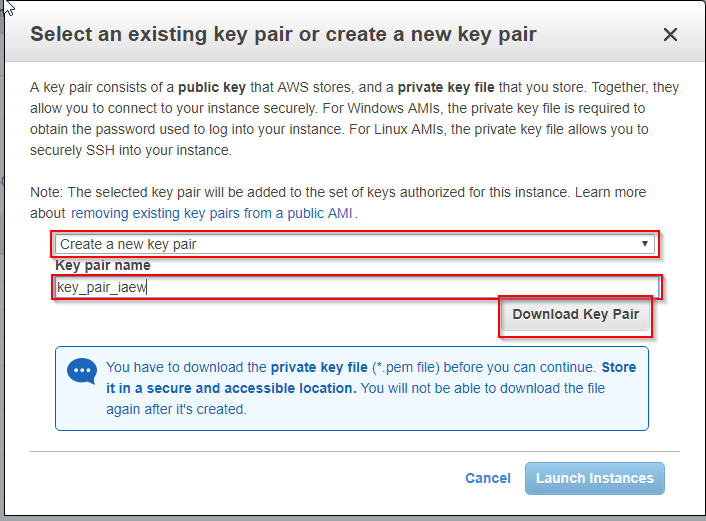 Select an existing key pair or create a new key pair
A key pair consists of a public key that AWS stores, and a private key file that you store. Together, they
allow you to connect to your instance securely. For Windows AMIs, the private key file is required to
obtain the password used to log into your instance. For Linux AMIs, the private key file allows you to
securely SSH into your instance.
Note: The selected key pair will be added to the set of keys authorized for this instance. Learn more
about removing existing key pairs from a public AMI.
Create a new key pair
Key pair name
key_pair_iaew
Download Key Pair
You have to download the private key file (*.pem file) before you can continue. Store
it in a secure and accessible location. You will not be able to download the file
again after it's created.
Cancel
Launch Instances